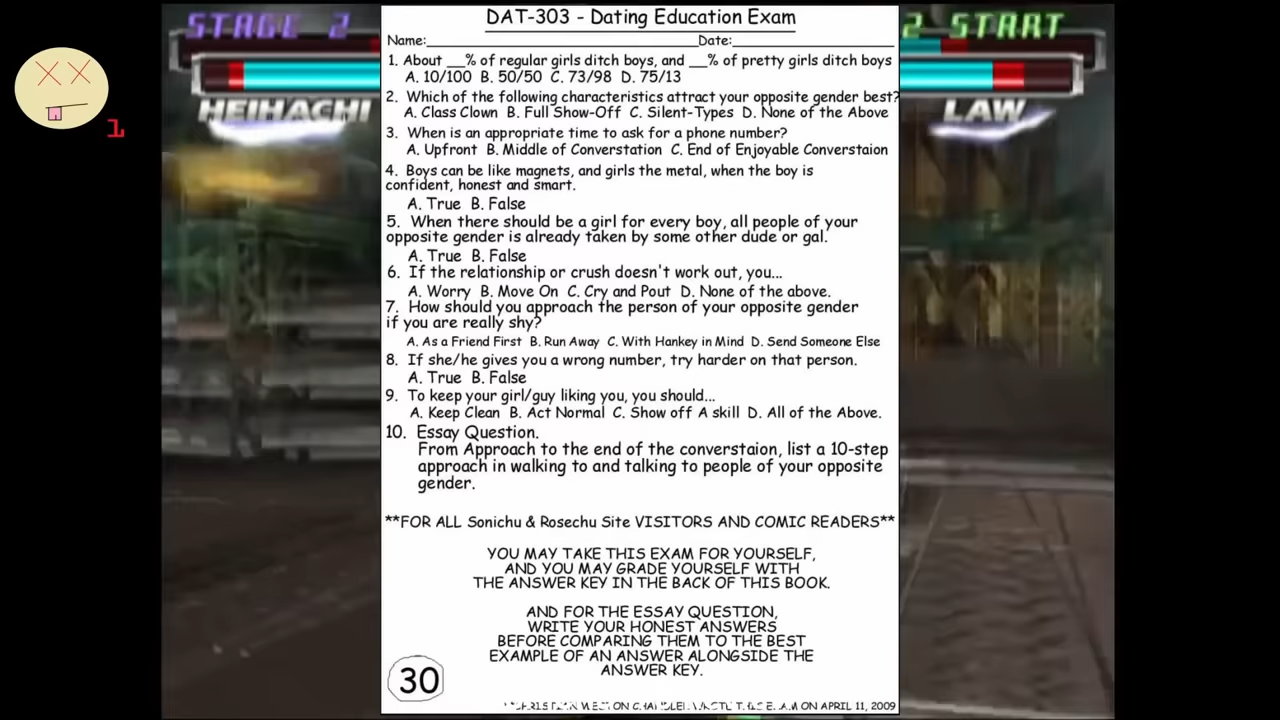 STAGE 2
2 START
HEIHACHI
LAW
1
DAT-303 - Dating Education Exam
Name:___ Date:___
1. About __% of regular girls ditch boys, and __% of pretty girls ditch boys
A. 10/100 B. 50/50 C. 73/98 D. 75/13
2. Which of the following characteristics attract your opposite gender best?
A. Class Clown B. Full Show-Off C. Silent-Types D. None of the Above
3. When is an appropriate time to ask for a phone number?
A. Upfront B. Middle of Converstation C. End of Enjoyable Converstaion
4. Boys can be like magnets, and girls the metal, when the boy is
confident, honest and smart.
A. True B. False
5. When there should be a girl for every boy, all people of your
opposite gender is already taken by some other dude or gal.
A. True B. False
6. If the relationship or crush doesn't work out, you...
A. Worry B. Move On C. Cry and Pout D. None of the above.
7. How should you approach the person of your opposite gender
if you are really shy?
A. As a Friend First B. Run Away C. With Hankey in Mind D. Send Someone Else
8. If she/he gives you a wrong number, try harder on that person.
A. True B. False
9. To keep your girl/guy liking you, you should...
A. Keep Clean B. Act Normal C. Show off A skill D. All of the Above.
10. Essay Question.
From Approach to the end of the converstaion, list a 10-step
approach in walking to and talking to people of your opposite
gender.
**FOR ALL Sonichu & Rosechu Site VISITORS AND COMIC READERS**
YOU MAY TAKE THIS EXAM FOR YOURSELF,
AND YOU MAY GRADE YOURSELF WITH
THE ANSWER KEY IN THE BACK OF THIS BOOK.
AND FOR THE ESSAY QUESTION,
WRITE YOUR HONEST ANSWERS
BEFORE COMPARING THEM TO THE BEST
EXAMPLE OF AN ANSWER ALONGSIDE THE
ANSWER KEY.
30
THIS EXAM ON APRIL 11, 2009